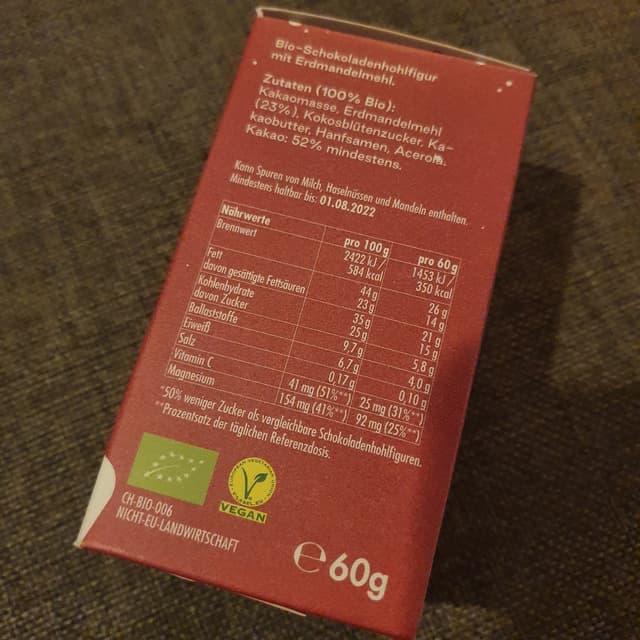 Bio-Schokoladenhohlfigur
mit Erdmandelmehl.
Zutaten (100% Bio):
Kakaomasse, Erdmandelmehl
(23%), Kokosblütenzucker, Ka-
kaobutter, Hanfsamen, Acerola.
Kakao: 52% mindestens.
Kann Spuren von Milch, Haselnüssen und Mandeln enthalten.
Mindestens haltbar bis: 01.08.2022
Nährwerte pro 100g pro 60g
Brennwert 2422 kJ / 1453 kJ /
584 kcal 350 kcal
Fett 44 g 26 g
davon gesättigte Fettsäuren 23 g 14 g
Kohlenhydrate 35 g 21 g
davon Zucker 25 g 15 g
Ballaststoffe 9,7 g 5,8 g
Eiweiß 6,7 g 4,0 g
Salz 0,17 g 0,10 g
Vitamin C 41 mg (51%**) 25 mg (31%**)
Magnesium 154 mg (41%**) 92 mg (25%**)
*50% weniger Zucker als vergleichbare Schokoladenhohlfiguren.
**Prozentsatz der täglichen Referenzdosis.
VEGAN
CH-BIO-006
NICHT-EU-LANDWIRTSCHAFT
℮60g